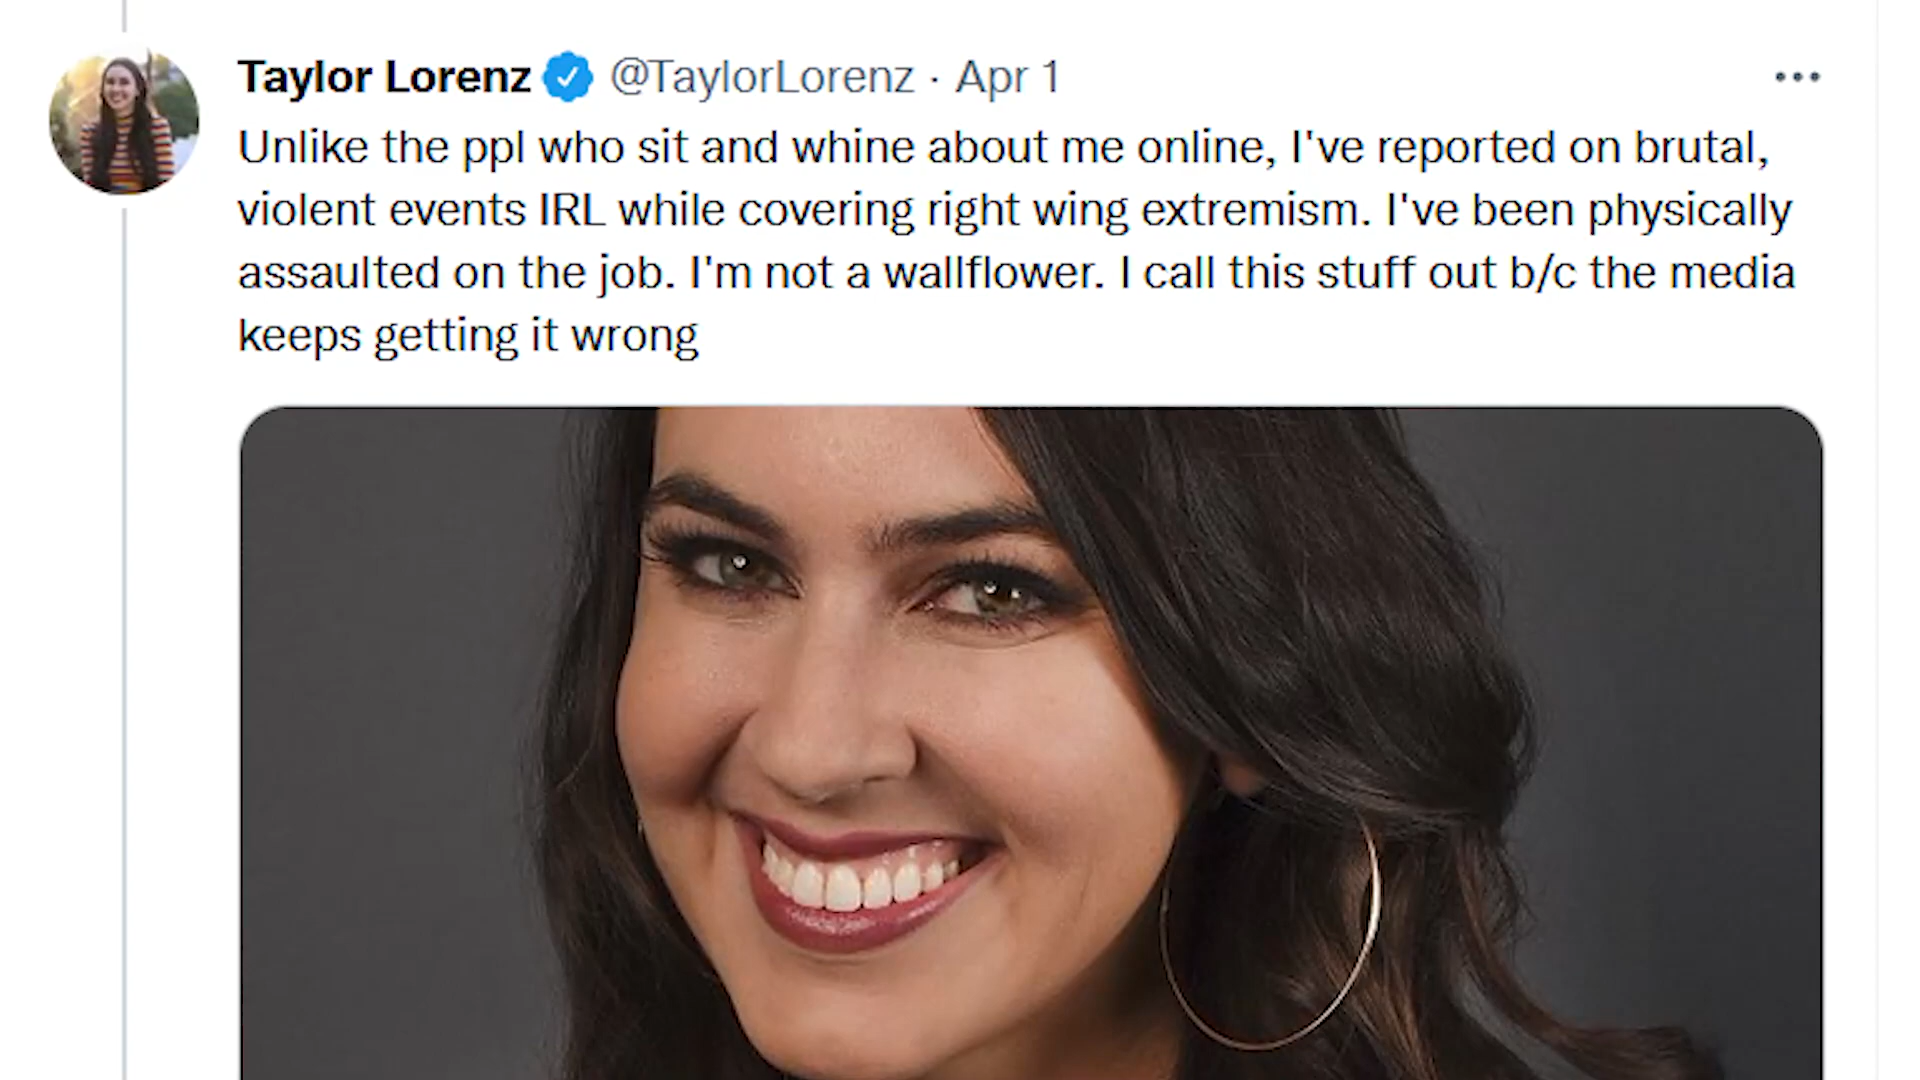 Taylor Lorenz @TaylorLorenz · Apr 1
Unlike the ppl who sit and whine about me online, I've reported on brutal,
violent events IRL while covering right wing extremism. I've been physically
assaulted on the job. I'm not a wallflower. I call this stuff out b/c the media
keeps getting it wrong